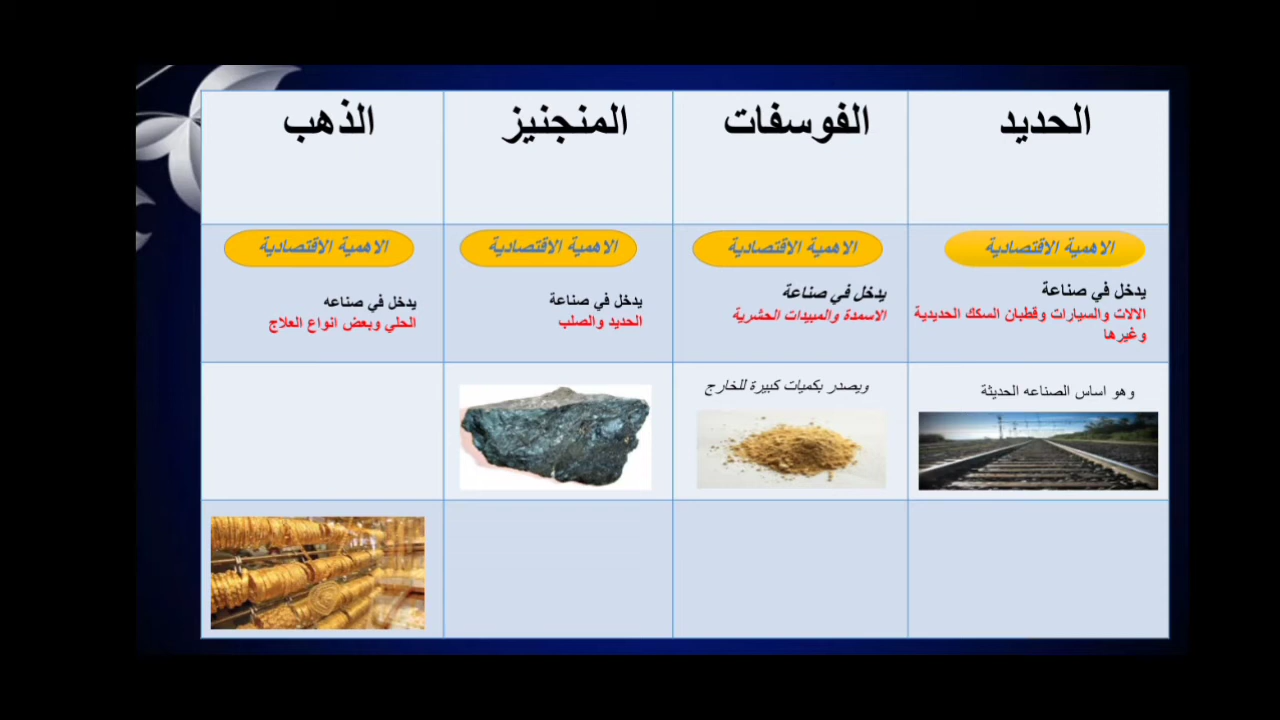 الحديد
الفوسفات
المنجنيز
الذهب
الاهمية الاقتصادية
الاهمية الاقتصادية
الاهمية الاقتصادية
الاهمية الاقتصادية
يدخل في صناعة
الالات والسيارات وقطبان السكك الحديدية
وغيرها
يدخل في صناعة
الاسمدة والمبيدات الحشرية
يدخل في صناعة
الحديد والصلب
يدخل في صناعه
الحلي وبعض انواع العلاج
وهو اساس الصناعه الحديثة
ويصدر بكميات كبيرة للخارج